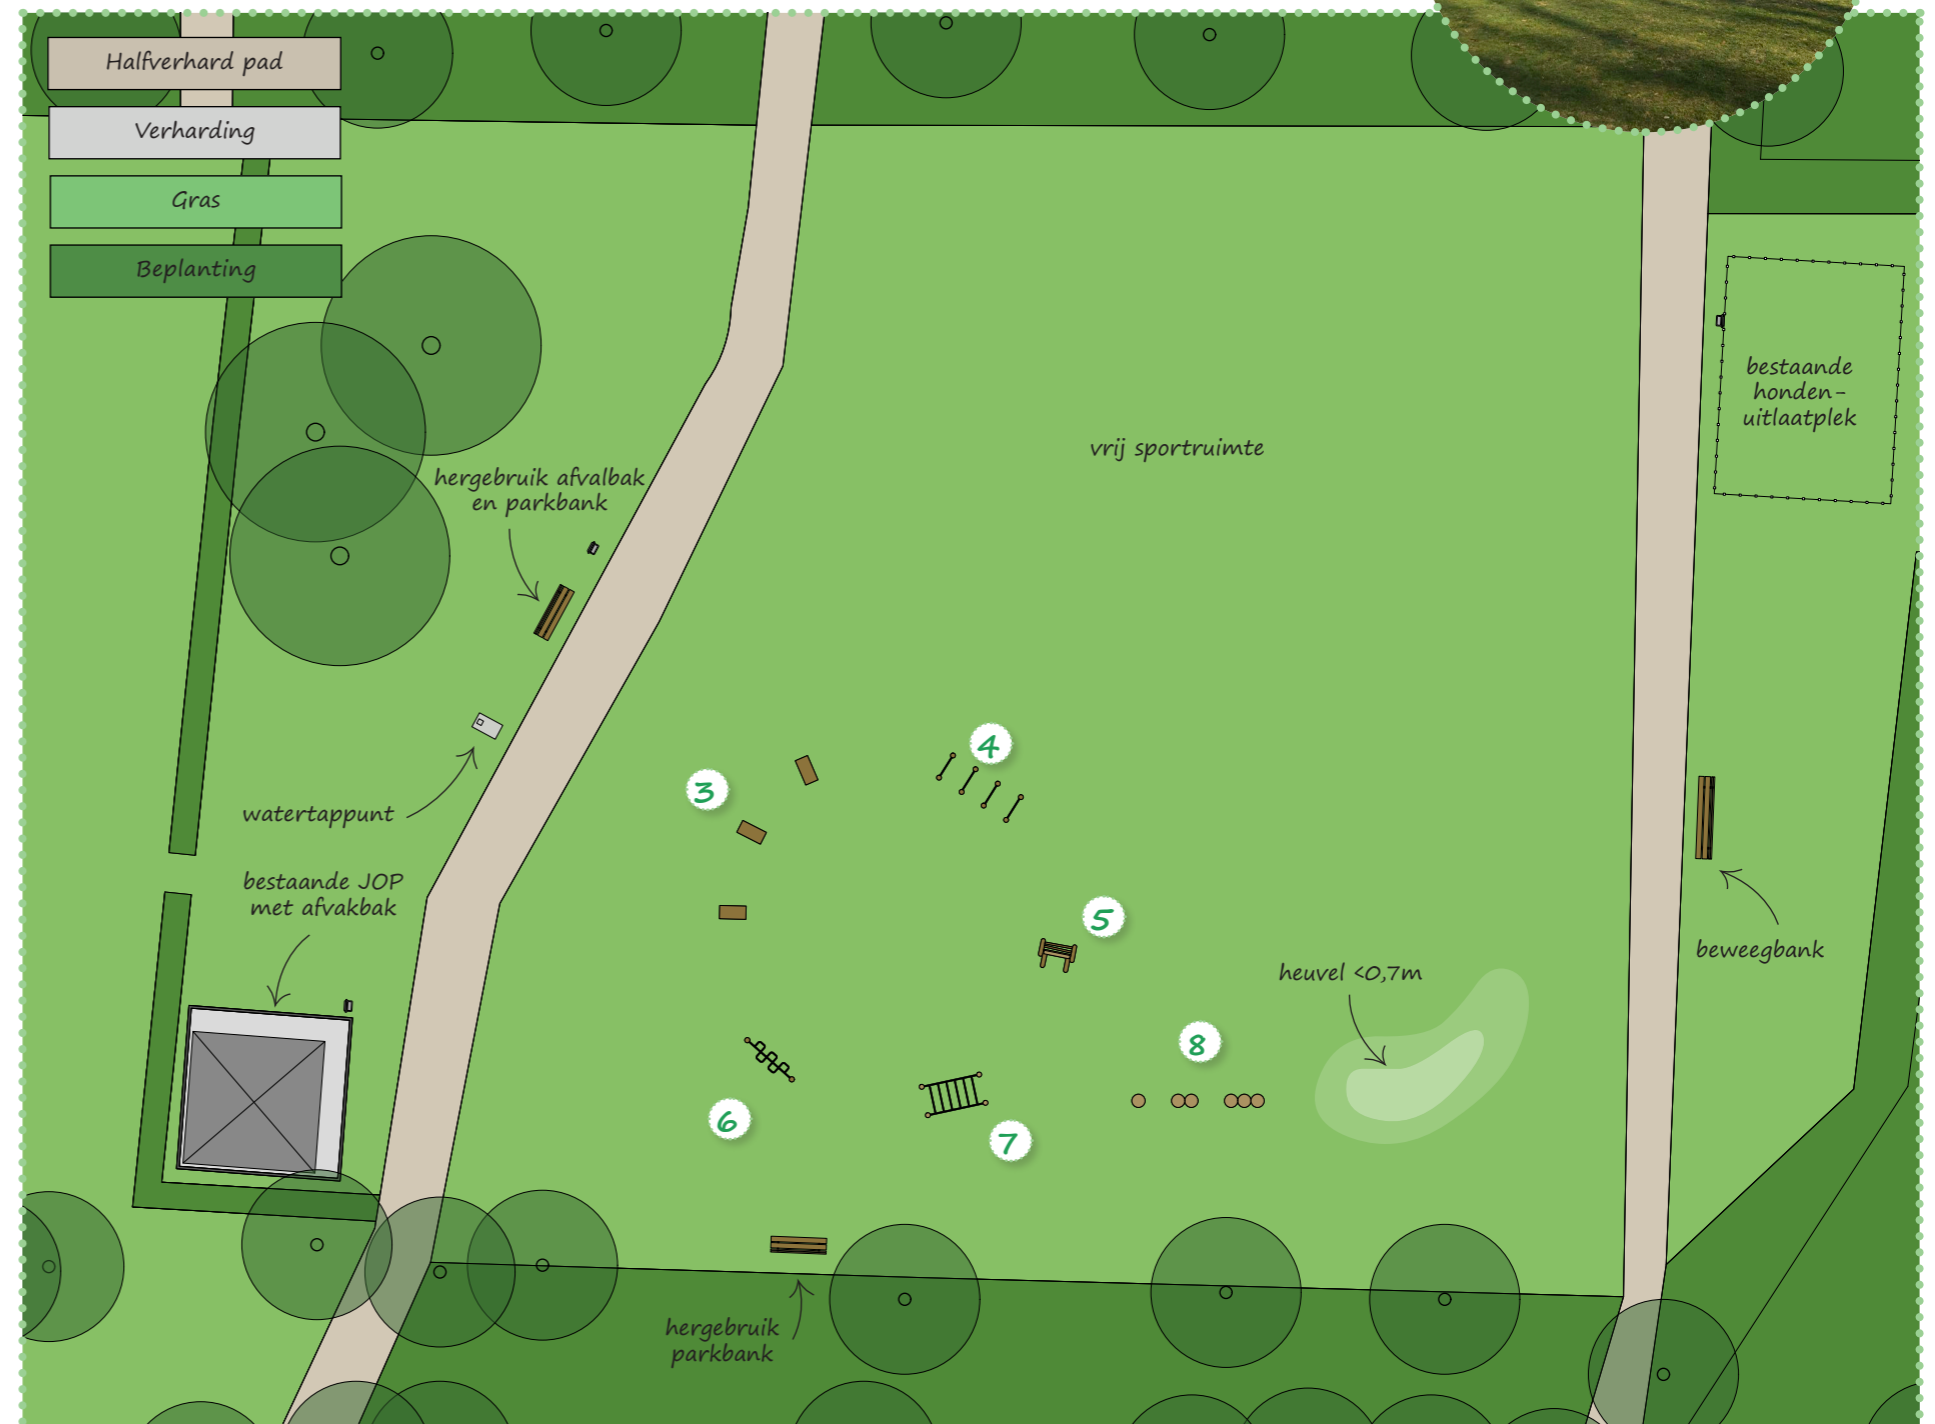 Halfverhard pad
Verharding
Gras
Beplanting
hergebruik afvalbak
en parkbank
vrij sportruimte
bestaande
honden-
uitlaatplek
watertappunt
3
4
bestaande JOP
met afvakbak
5
beweegbank
heuvel <0,7m
8
6
7
hergebruik
parkbank